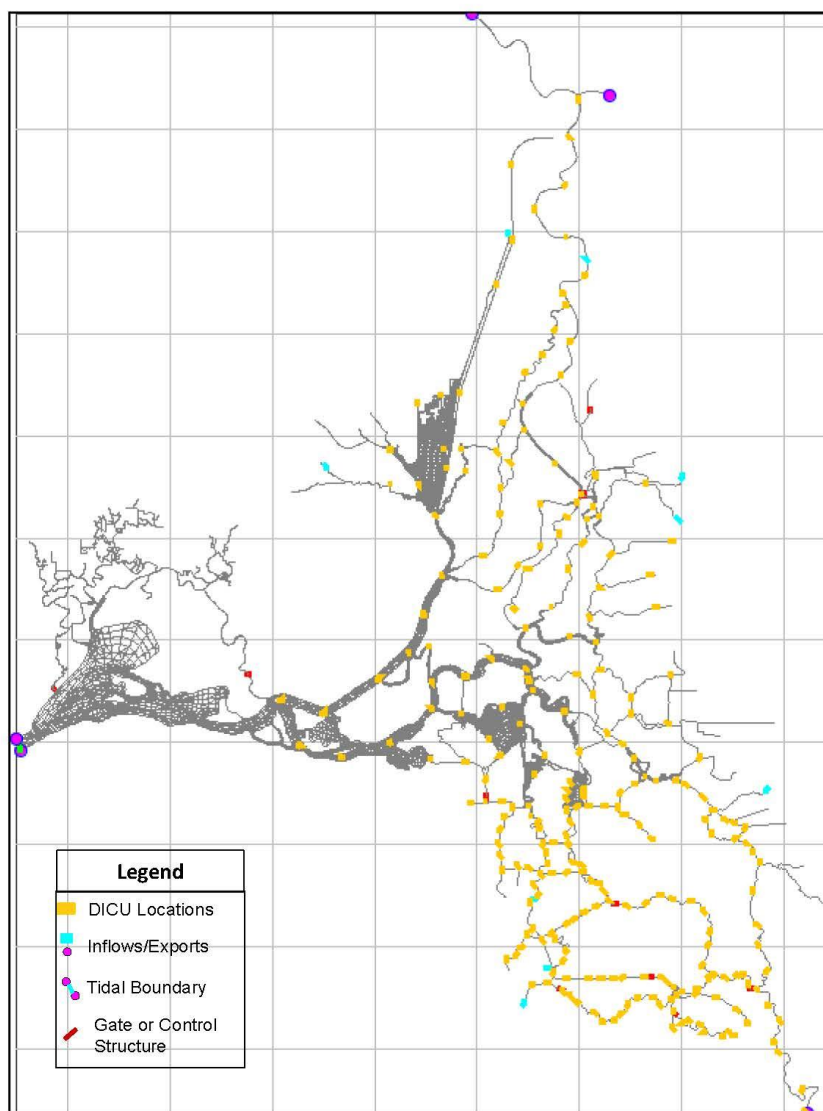 Legend
DICU Locations
Inflows/Exports
Tidal Boundary
Gate or Control
Structure